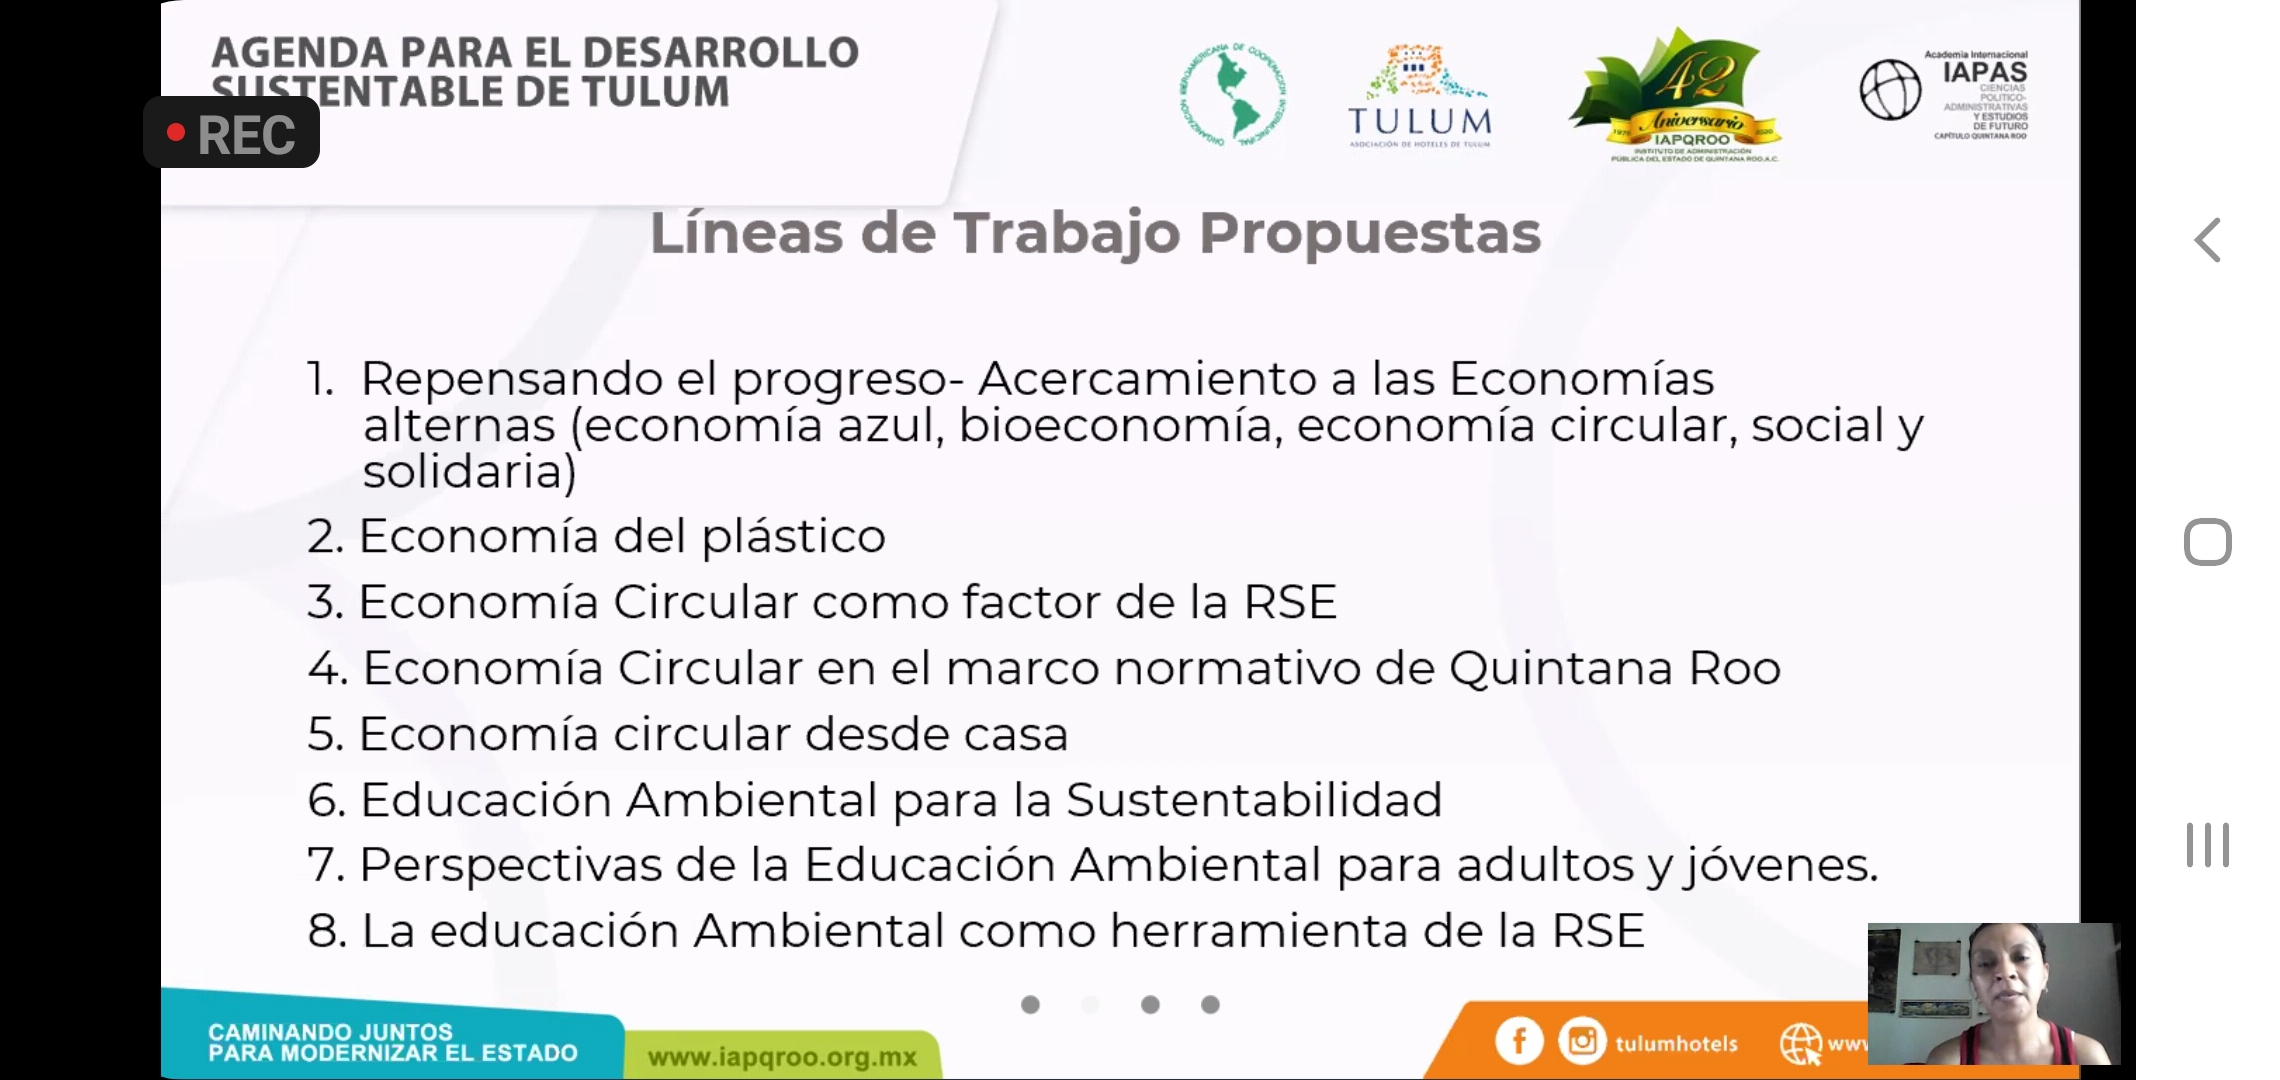 AGENDA PARA EL DESARROLLO
SUSTENTABLE DE TULUM
REC
ORGANIZACIÓN IBEROAMERICANA DE COOPERACIÓN INTERMUNICIPAL
TULUM
ASOCIACIÓN DE HOTELES DE TULUM
42
Aniversario
IAPQROO
INSTITUTO DE ADMINISTRACIÓN
PÚBLICA DEL ESTADO DE QUINTANA ROO, A.C.
Academia Internacional
IAPAS
CIENCIAS
POLITICO-
ADMINISTRATIVAS
Y ESTUDIOS
DE FUTURO
CAPÍTULO QUINTANA ROO
Líneas de Trabajo Propuestas
1. Repensando el progreso- Acercamiento a las Economías
alternas (economía azul, bioeconomía, economía circular, social y
solidaria)
2. Economía del plástico
3. Economía Circular como factor de la RSE
4. Economía Circular en el marco normativo de Quintana Roo
5. Economía circular desde casa
6. Educación Ambiental para la Sustentabilidad
7. Perspectivas de la Educación Ambiental para adultos y jóvenes.
8. La educación Ambiental como herramienta de la RSE
CAMINANDO JUNTOS
PARA MODERNIZAR EL ESTADO
www.iapqroo.org.mx
tulumhotels